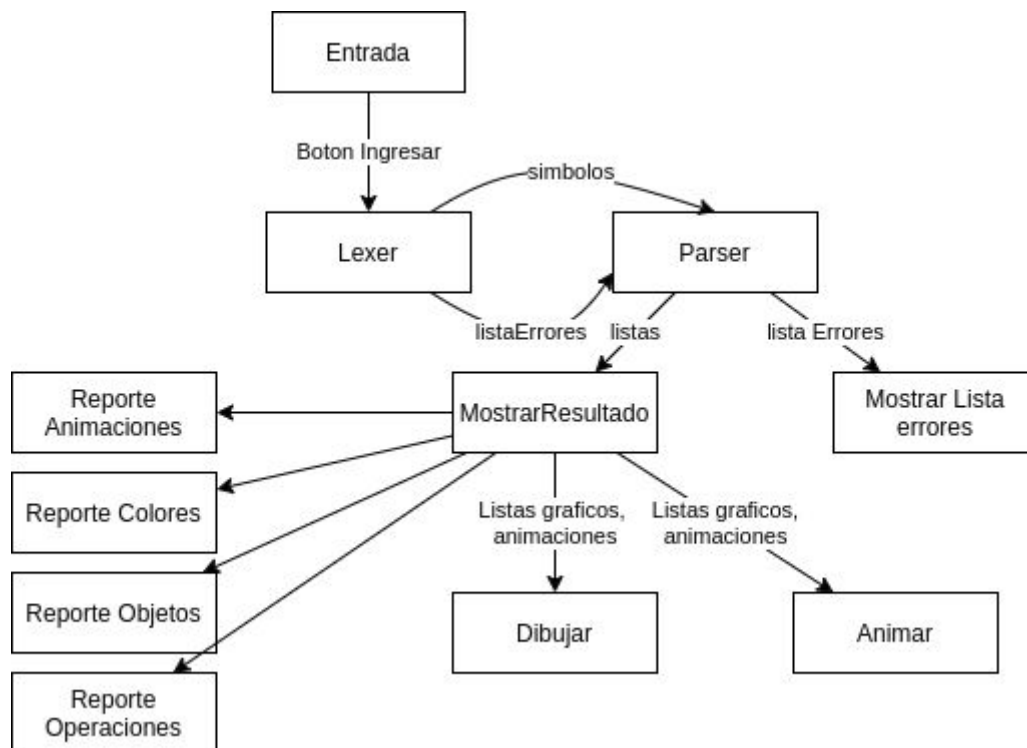 Entrada
Boton Ingresar
simbolos
Lexer
Parser
listaErrores
listas
lista Errores
Reporte
Animaciones
MostrarResultado
Mostrar Lista
errores
Reporte Colores
Listas graficos,
animaciones
Listas graficos,
animaciones
Reporte Objetos
Dibujar
Animar
Reporte
Operaciones